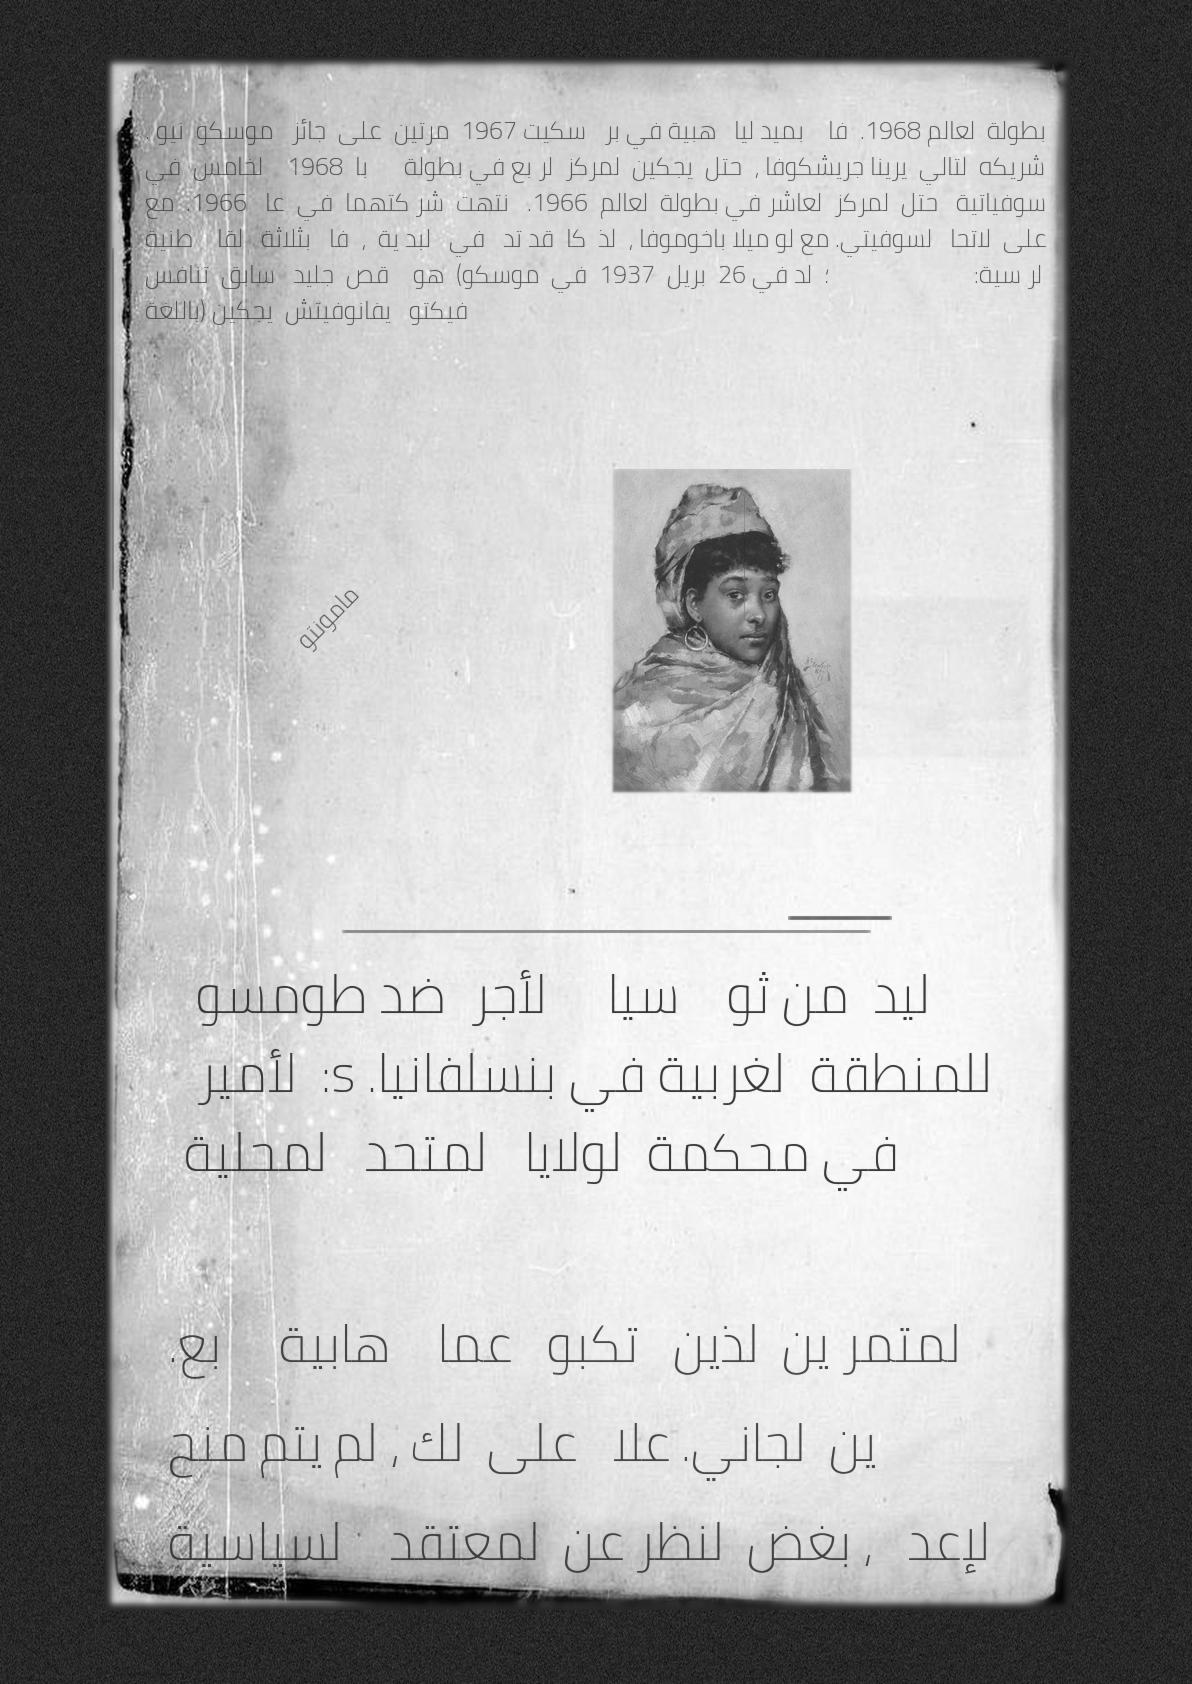 بطولة لعالم 1968. فا بميد ليا هبية في بر سكيت 1967 مرتين على جائز موسكو نيو .
شريكه لتالي يرينا جريشكوفا , حتل يجكين لمركز لر بع في بطولة با 1968 لخامس في
سوفياتية حتل لمركز لعاشر في بطولة لعالم 1966. نتهت شر كتهما في عا 1966. مع
على لاتحا لسوفيتي. مع لو ميلا باخوموفا , لذ كا قد تد في لبد ية , فا بثلاثة لقا طنية
لر سية: ؛ لد في 26 بريل 1937 في موسكو) هو قص جليد سابق تنافس
فيكتو يفانوفيتش يجكين (باللغة
مامونتو
ليد من ثو سيا لأجر ضد طومسو
للمنطقة لغربية في بنسلفانيا. s: لأمير
في محكمة لولايا لمتحد لمحلية
لمتمر ين لذين تكبو عما هابية بع.
ين لجاني. علا على لك , لم يتم منح
لإعد , بغض لنظر عن لمعتقد لسياسية